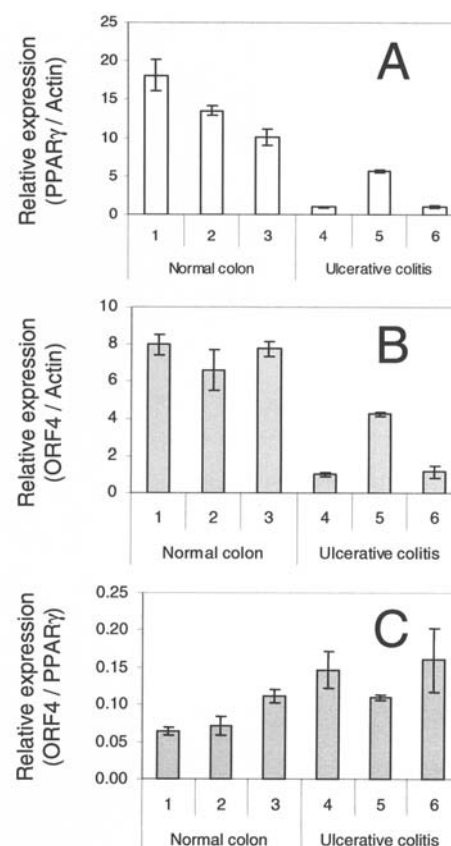 A
Relative expression
(PPARγ / Actin)
25
20
15
10
5
0
1 2 3 4 5 6
Normal colon Ulcerative colitis
B
Relative expression
(ORF4 / Actin)
10
8
6
4
2
0
1 2 3 4 5 6
Normal colon Ulcerative colitis
C
Relative expression
(ORF4 / PPARγ)
0.25
0.20
0.15
0.10
0.05
0.00
1 2 3 4 5 6
Normal colon Ulcerative colitis